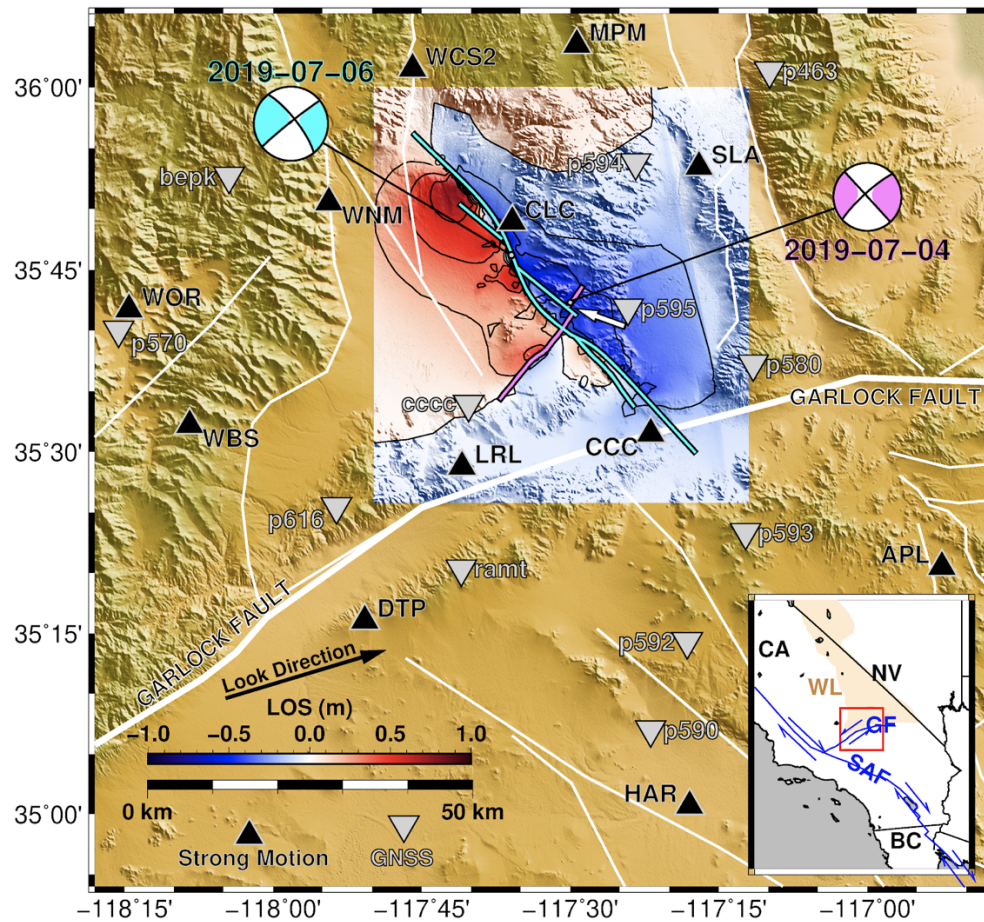 MPM
WCS2
36°00'
2019-07-06
p463
SLA
p594
bepk
WNM
CLC
2019-07-04
35°45'
WOR
p570
p595
p580
cccc
GARLOCK FAULT
WBS
CCC
35°30'
LRL
p616
p593
APL
ramt
GARLOCK FAULT
DTP
35°15'
p592
Look Direction
LOS (m)
-1.0 -0.5 0.0 0.5 1.0
p590
0 km 50 km
HAR
35°00'
Strong Motion
GNSS
CA
NV
WL
GF
SAF
BC
0
-118°15' -118°00' -117°45' -117°30' -117°15' -117°00'